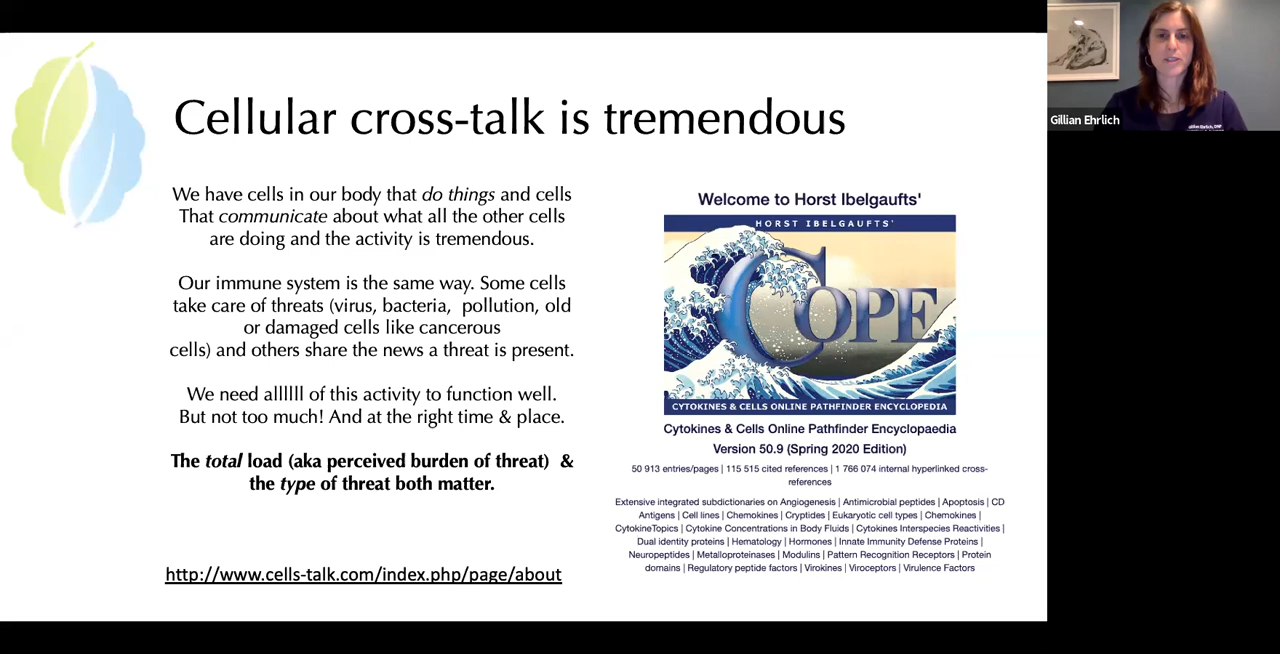 Cellular cross-talk is tremendous
We have cells in our body that do things and cells
That communicate about what all the other cells
are doing and the activity is tremendous.
Our immune system is the same way. Some cells
take care of threats (virus, bacteria, pollution, old
or damaged cells like cancerous
cells) and others share the news a threat is present.
We need allllll of this activity to function well.
But not too much! And at the right time & place.
The total load (aka perceived burden of threat) &
the type of threat both matter.
http://www.cells-talk.com/index.php/page/about
Welcome to Horst Ibelgaufts'
HORST IBELGAUFTS'
COPE
CYTOKINES & CELLS ONLINE PATHFINDER ENCYCLOPEDIA
Cytokines & Cells Online Pathfinder Encyclopaedia
Version 50.9 (Spring 2020 Edition)
50 913 entries/pages | 115 515 cited references | 1 766 074 internal hyperlinked cross-
references
Extensive integrated subdictionaries on Angiogenesis | Antimicrobial peptides | Apoptosis | CD
Antigens | Cell lines | Chemokines | Cryptides | Eukaryotic cell types | Chemokines |
CytokineTopics | Cytokine Concentrations in Body Fluids | Cytokines Interspecies Reactivities |
Dual identity proteins | Hematology | Hormones | Innate Immunity Defense Proteins |
Neuropeptides | Metalloproteinases | Modulins | Pattern Recognition Receptors | Protein
domains | Regulatory peptide factors | Virokines | Viroceptors | Virulence Factors
Gillian Ehrlich
Gillian Ehrlich, DNP